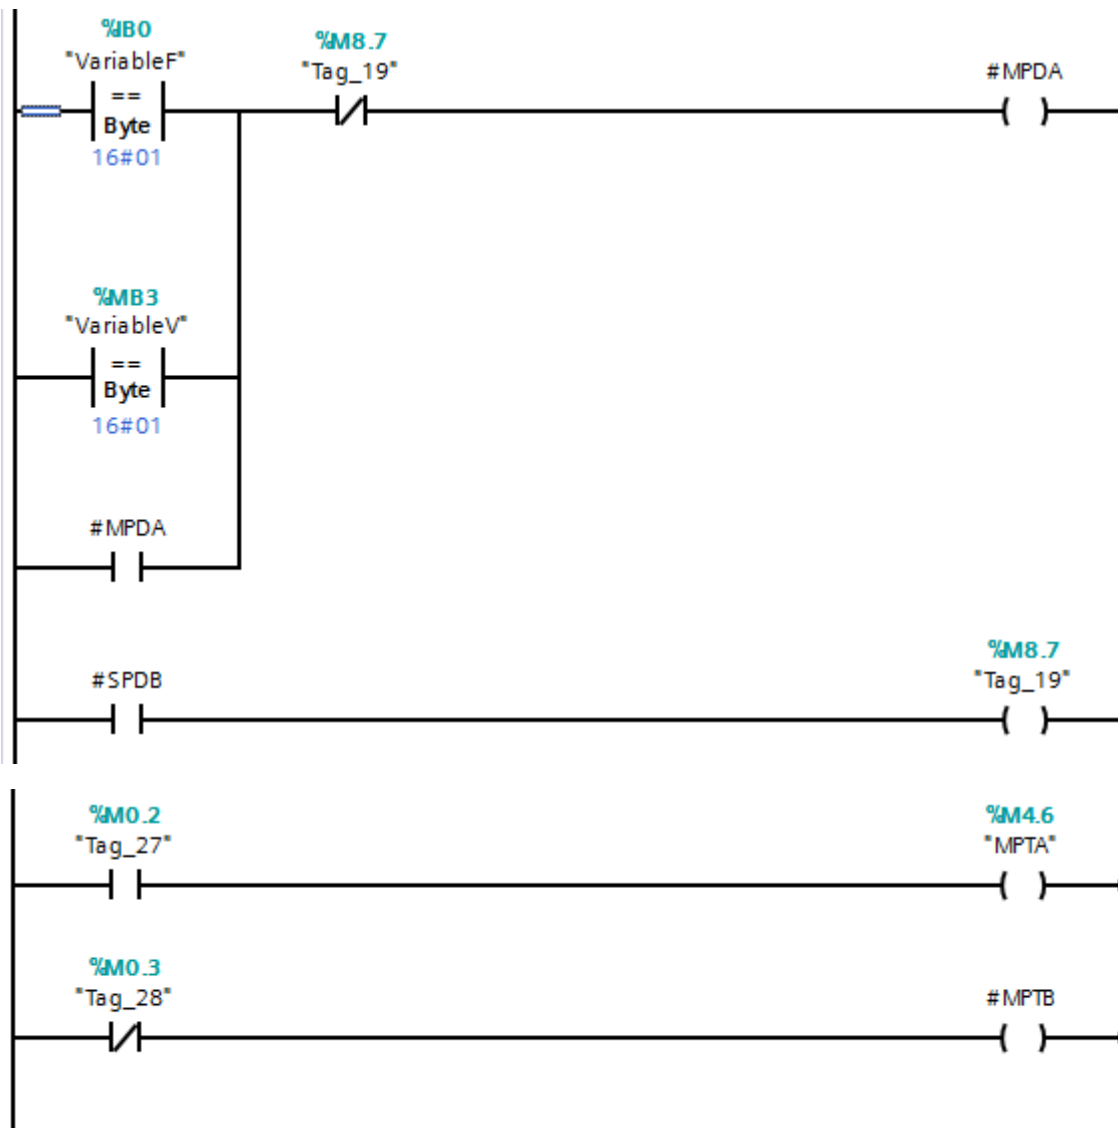 %IB0
"VariableF"
==
Byte
16#01
%M8.7
"Tag_19"
#MPDA
%MB3
"VariableV"
==
Byte
16#01
#MPDA
#SPDB
%M8.7
"Tag_19"
%M0.2
"Tag_27"
%M4.6
"MPTA"
%M0.3
"Tag_28"
#MPTB